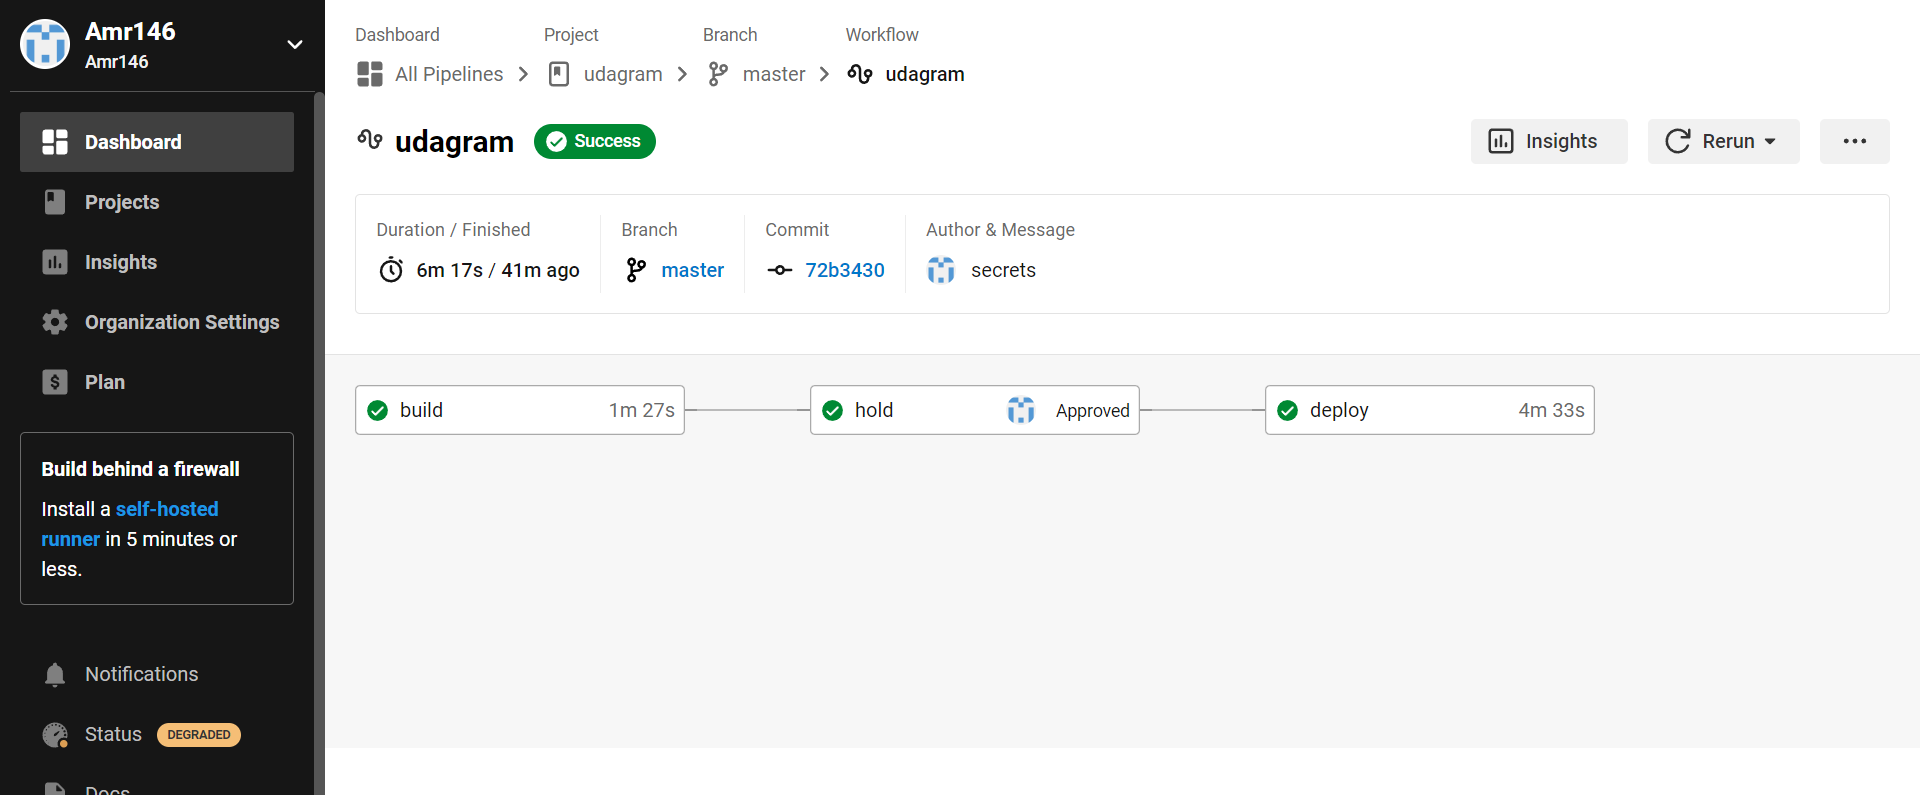 Amr146
Amr146
Dashboard
Projects
Insights
Organization Settings
Plan
Build behind a firewall
Install a self-hosted
runner in 5 minutes or
less.
Notifications
Status DEGRADED
Docs
Dashboard Project Branch Workflow
All Pipelines udagram master udagram
udagram Success Insights Rerun
Duration / Finished Branch Commit Author & Message
6m 17s / 41m ago master 72b3430 secrets
build 1m 27s hold Approved deploy 4m 33s